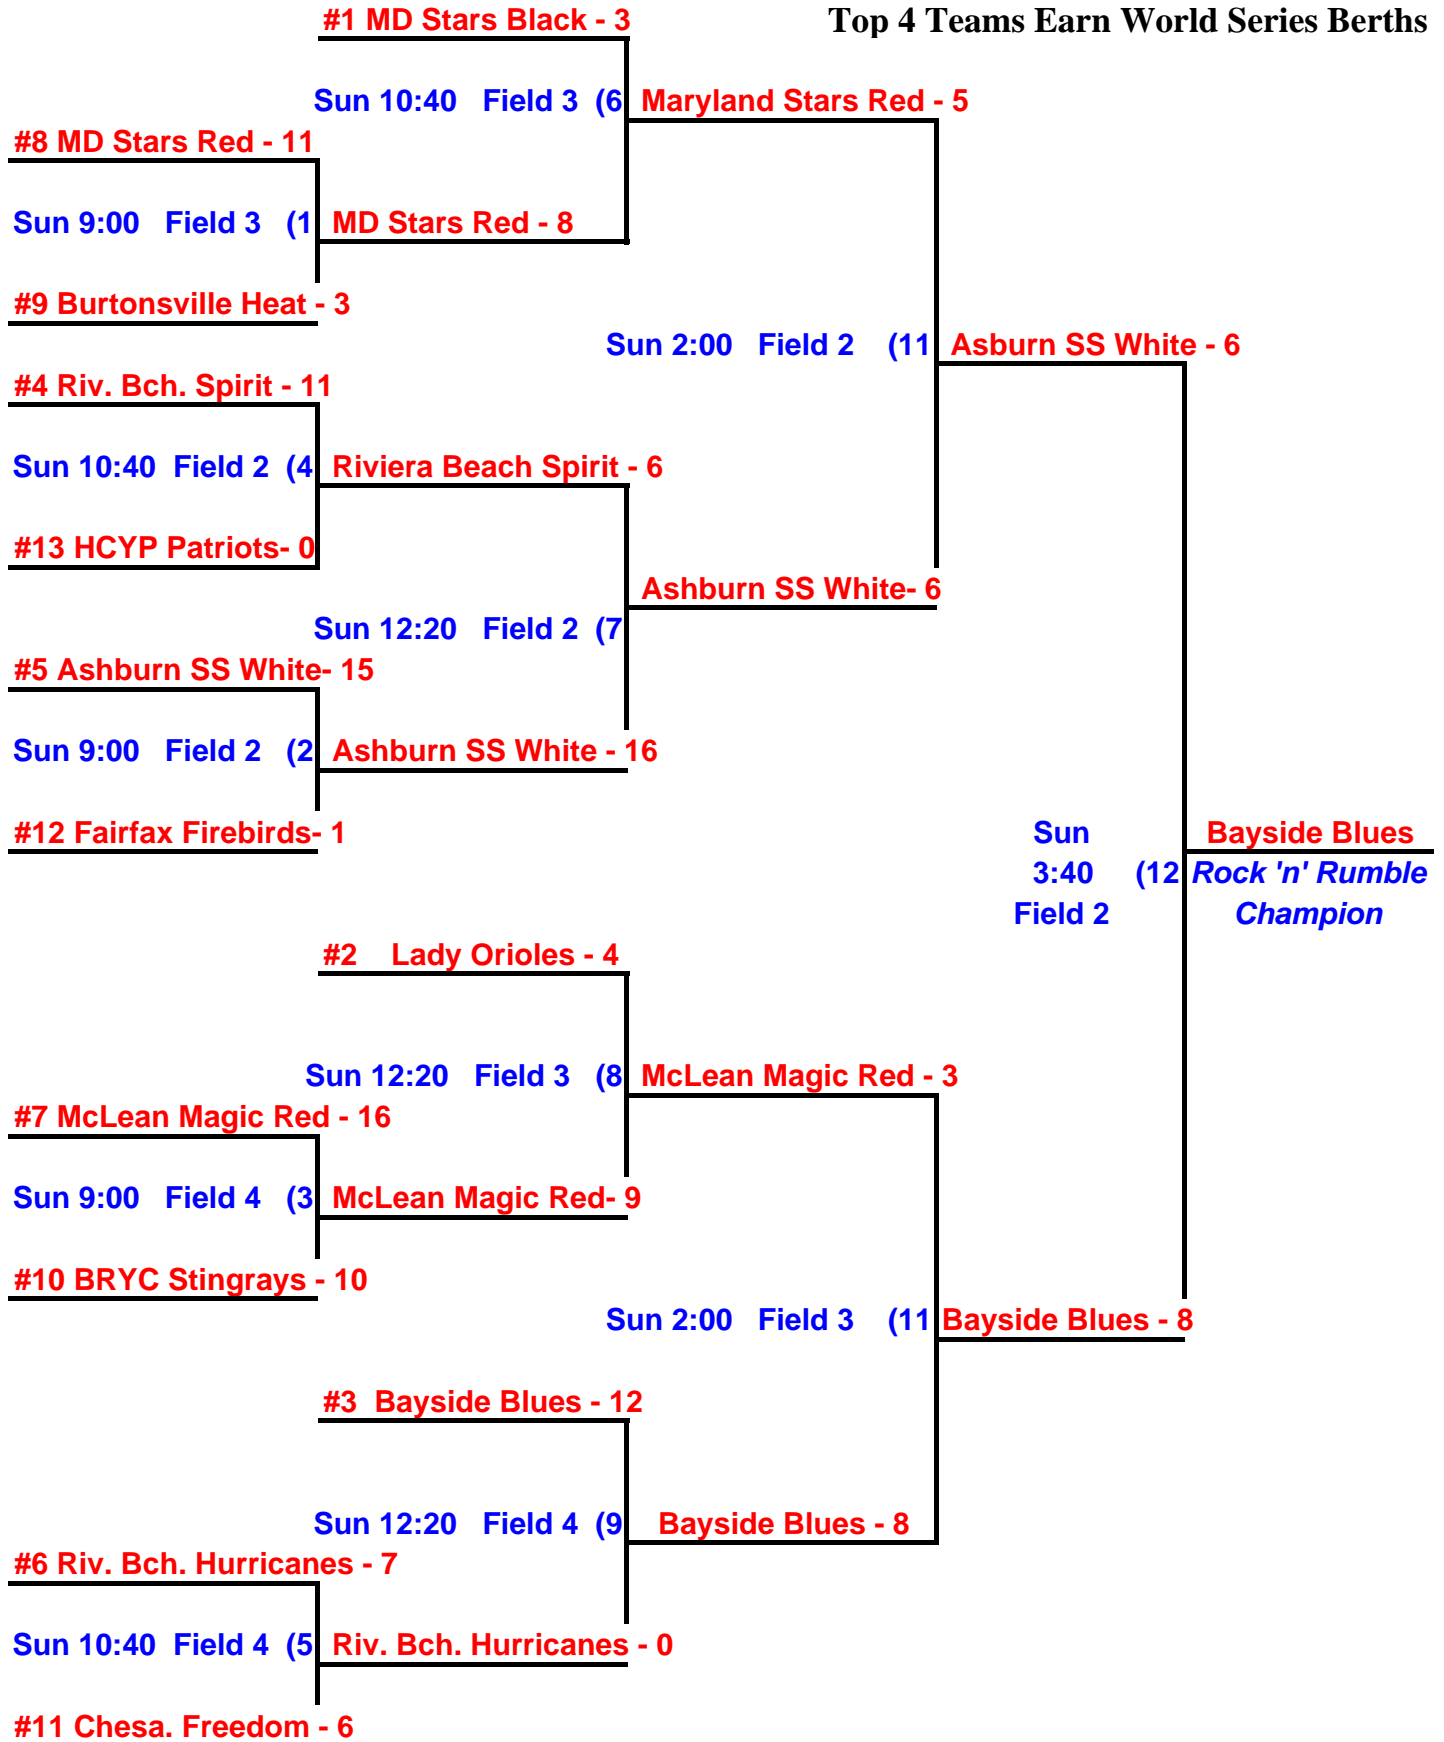 #1 MD Stars Black - 3
Top 4 Teams Earn World Series Berths
Sun 10:40 Field 3 (6
Maryland Stars Red - 5
#8 MD Stars Red - 11
Sun 9:00 Field 3 (1
MD Stars Red - 8
#9 Burtonsville Heat - 3
Sun 2:00 Field 2 (11
Asburn SS White - 6
#4 Riv. Bch. Spirit - 11
Sun 10:40 Field 2 (4
Riviera Beach Spirit - 6
#13 HCYP Patriots- 0
Ashburn SS White- 6
Sun 12:20 Field 2 (7
#5 Ashburn SS White- 15
Sun 9:00 Field 2 (2
Ashburn SS White - 16
#12 Fairfax Firebirds- 1
Sun
3:40 (12
Field 2
Bayside Blues
Rock 'n' Rumble
Champion
#2 Lady Orioles - 4
Sun 12:20 Field 3 (8
McLean Magic Red - 3
#7 McLean Magic Red - 16
Sun 9:00 Field 4 (3
McLean Magic Red- 9
#10 BRYC Stingrays - 10
Sun 2:00 Field 3 (11
Bayside Blues - 8
#3 Bayside Blues - 12
Sun 12:20 Field 4 (9
Bayside Blues - 8
#6 Riv. Bch. Hurricanes - 7
Sun 10:40 Field 4 (5
Riv. Bch. Hurricanes - 0
#11 Chesa. Freedom - 6